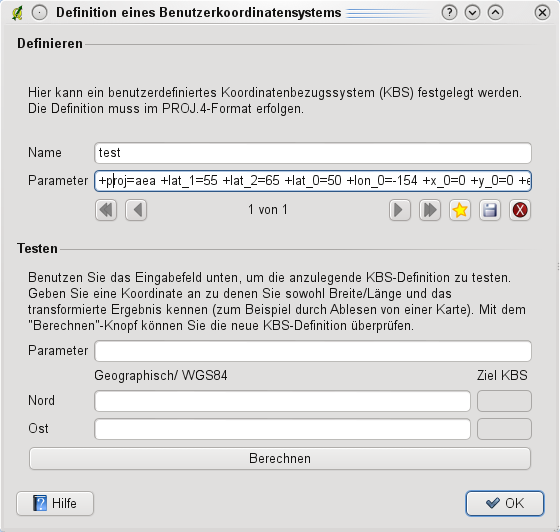 Definition eines Benutzerkoordinatensystems
Definieren
Hier kann ein benutzerdefiniertes Koordinatenbezugssystem (KBS) festgelegt werden.
Die Definition muss im PROJ.4-Format erfolgen.
Name test
Parameter +proj=aea +lat_1=55 +lat_2=65 +lat_0=50 +lon_0=-154 +x_0=0 +y_0=0 +e
1 von 1
Testen
Benutzen Sie das Eingabefeld unten, um die anzulegende KBS-Definition zu testen.
Geben Sie eine Koordinate an zu denen Sie sowohl Breite/Länge und das
transformierte Ergebnis kennen (zum Beispiel durch Ablesen von einer Karte). Mit dem
"Berechnen"-Knopf können Sie die neue KBS-Definition überprüfen.
Parameter
Geographisch/ WGS84 Ziel KBS
Nord
Ost
Berechnen
Hilfe OK